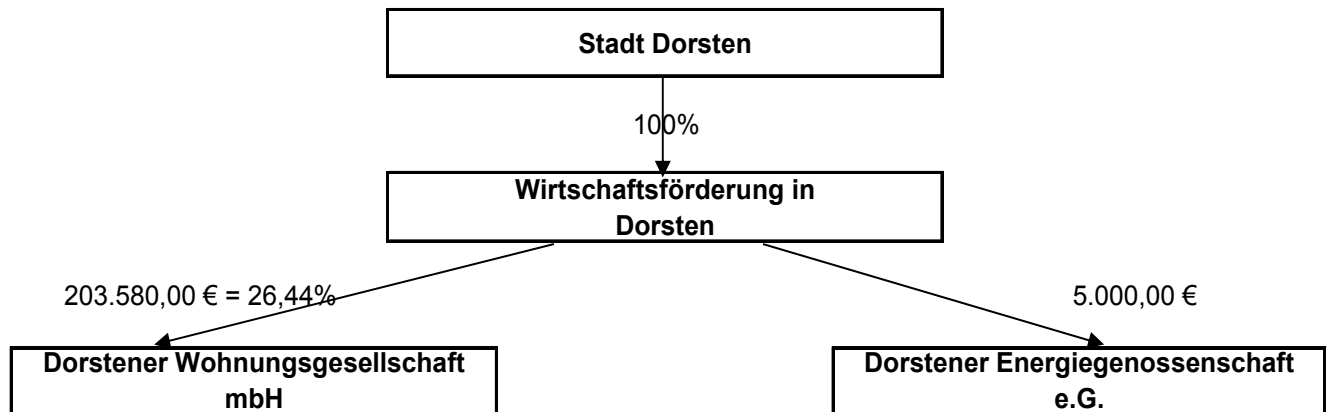 Stadt Dorsten
100%
Wirtschaftsförderung in
Dorsten
203.580,00 € = 26,44%
5.000,00 €
Dorstener Wohnungsgesellschaft
mbH
Dorstener Energiegenossenschaft
e.G.